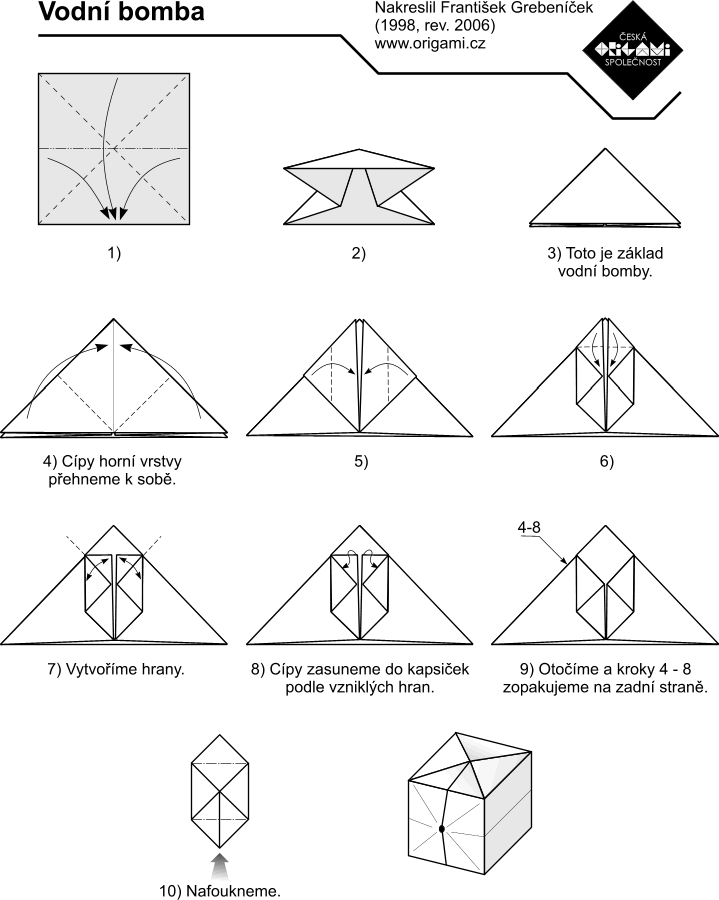 Vodní bomba
Nakreslil František Grebeníček
(1998, rev. 2006)
www.origami.cz
ČESKÁ
ORIGAMI
SPOLEČNOST
1)
2)
3) Toto je základ
vodní bomby.
4) Cípy horní vrstvy
přehneme k sobě.
5)
6)
4-8
7) Vytvoříme hrany.
8) Cípy zasuneme do kapsiček
podle vzniklých hran.
9) Otočíme a kroky 4 - 8
zopakujeme na zadní straně.
10) Nafoukneme.